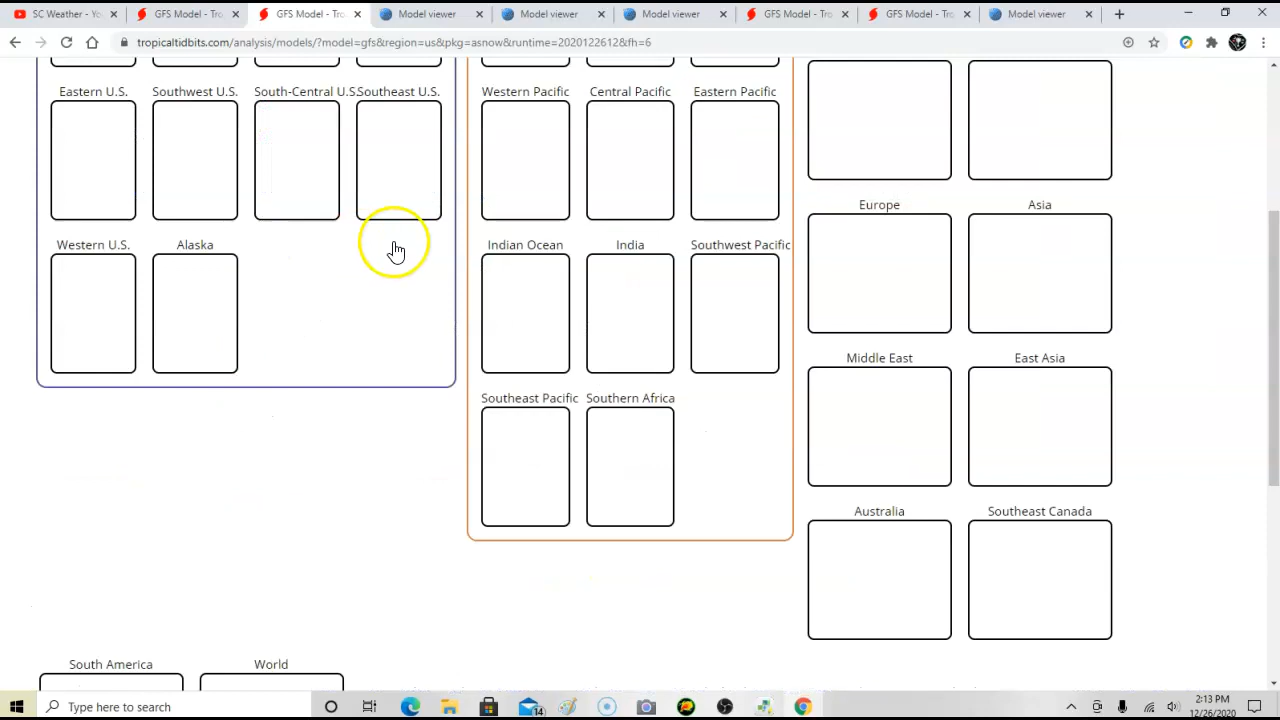 SC Weather - Yo
GFS Model - Tro
GFS Model - Tro
Model viewer
Model viewer
Model viewer
GFS Model - Tro
GFS Model - Tro
Model viewer
tropicaltidbits.com/analysis/models/?model=gfs&region=us&pkg=asnow&runtime=2020122612&fh=6
Eastern U.S. Southwest U.S. South-Central U.S. Southeast U.S.
Western U.S. Alaska
Western Pacific Central Pacific Eastern Pacific
Indian Ocean India Southwest Pacific
Southeast Pacific Southern Africa
Europe Asia
Middle East East Asia
Australia Southeast Canada
South America World
Type here to search
14
2:13 PM
12/26/2020